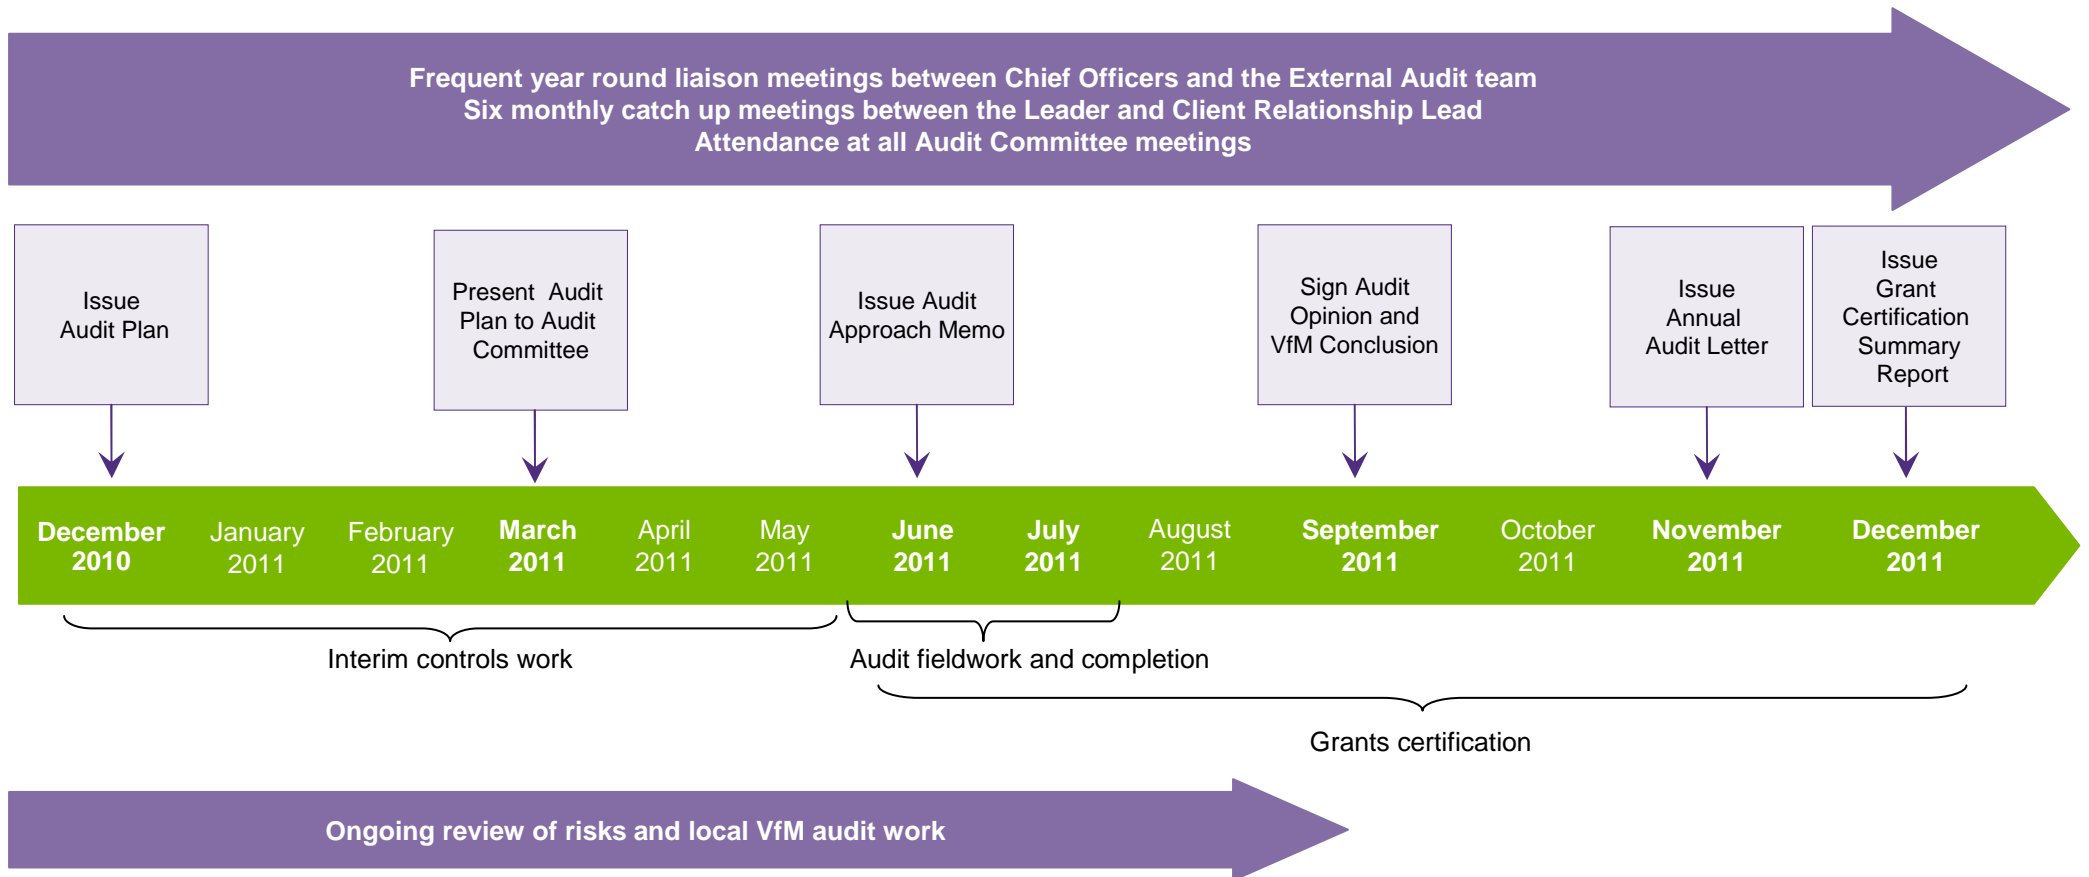 Frequent year round liaison meetings between Chief Officers and the External Audit team
Six monthly catch up meetings between the Leader and Client Relationship Lead
Attendance at all Audit Committee meetings
Issue
Audit Plan
Present Audit
Plan to Audit
Committee
Issue Audit
Approach Memo
Sign Audit
Opinion and
VfM Conclusion
Issue
Annual
Audit Letter
Issue
Grant
Certification
Summary
Report
December
2010
January
2011
February
2011
March
2011
April
2011
May
2011
June
2011
July
2011
August
2011
September
2011
October
2011
November
2011
December
2011
Interim controls work
Audit fieldwork and completion
Grants certification
Ongoing review of risks and local VfM audit work